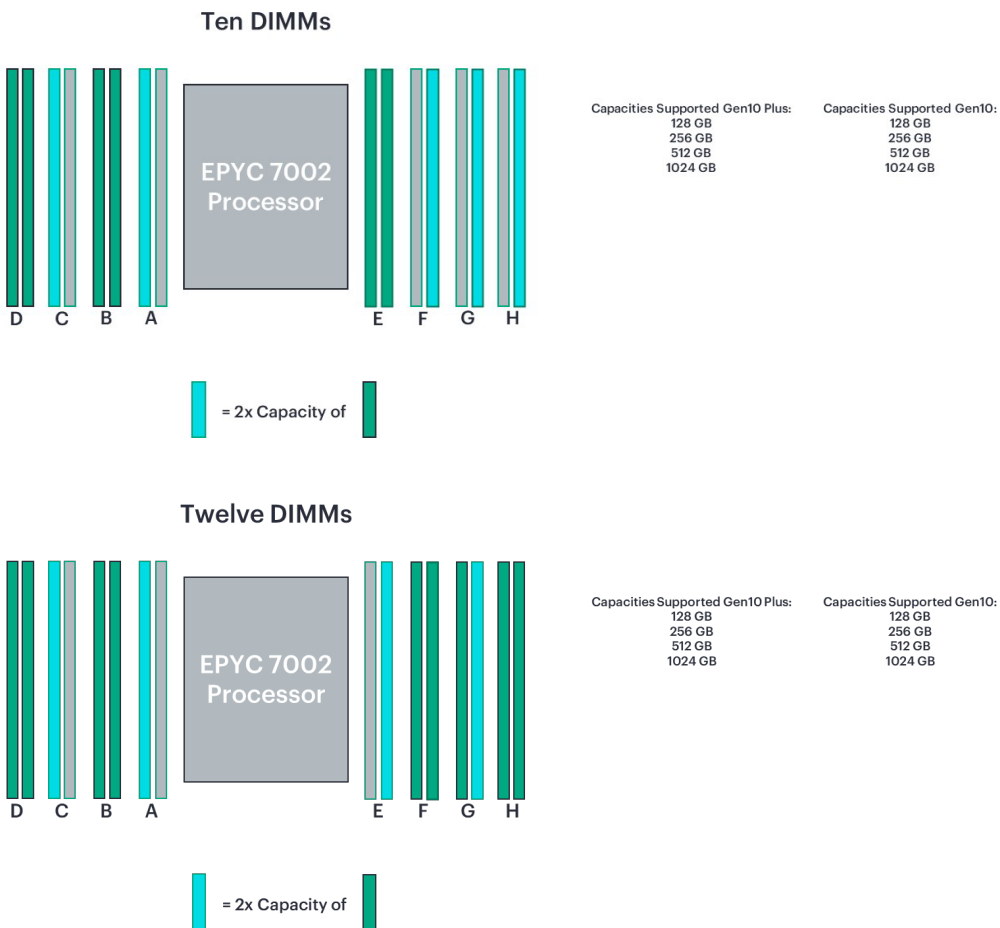 Ten DIMMs
EPYC 7002
Processor
D C B A E F G H
= 2x Capacity of
Capacities Supported Gen10 Plus:
128 GB
256 GB
512 GB
1024 GB
Capacities Supported Gen10:
128 GB
256 GB
512 GB
1024 GB
Twelve DIMMs
EPYC 7002
Processor
D C B A E F G H
= 2x Capacity of
Capacities Supported Gen10 Plus:
128 GB
256 GB
512 GB
1024 GB
Capacities Supported Gen10:
128 GB
256 GB
512 GB
1024 GB